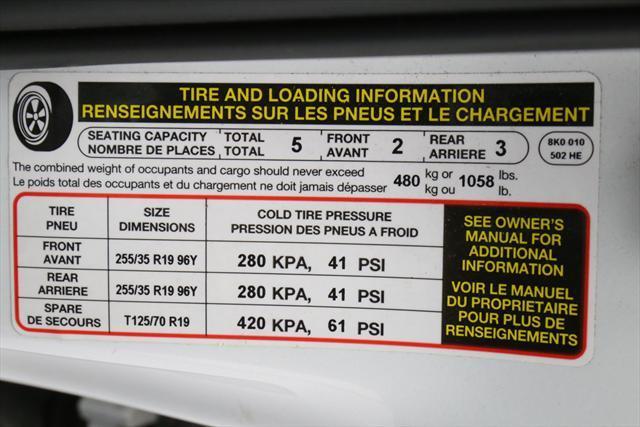 TIRE AND LOADING INFORMATION
RENSEIGNEMENTS SUR LES PNEUS ET LE CHARGEMENT
SEATING CAPACITY TOTAL 5 FRONT 2 REAR 3
NOMBRE DE PLACES TOTAL AVANT ARRIERE
8K0 010
502 HE
The combined weight of occupants and cargo should never exceed 480 kg or 1058 lbs.
Le poids total des occupants et du chargement ne doit jamais dépasser kg ou lb.
TIRE SIZE COLD TIRE PRESSURE
PNEU DIMENSIONS PRESSION DES PNEUS A FROID
FRONT
AVANT 255/35 R19 96Y 280 KPA, 41 PSI
REAR
ARRIERE 255/35 R19 96Y 280 KPA, 41 PSI
SPARE
DE SECOURS T125/70 R19 420 KPA, 61 PSI
SEE OWNER'S
MANUAL FOR
ADDITIONAL
INFORMATION
VOIR LE MANUEL
DU PROPRIETAIRE
POUR PLUS DE
RENSEIGNEMENTS